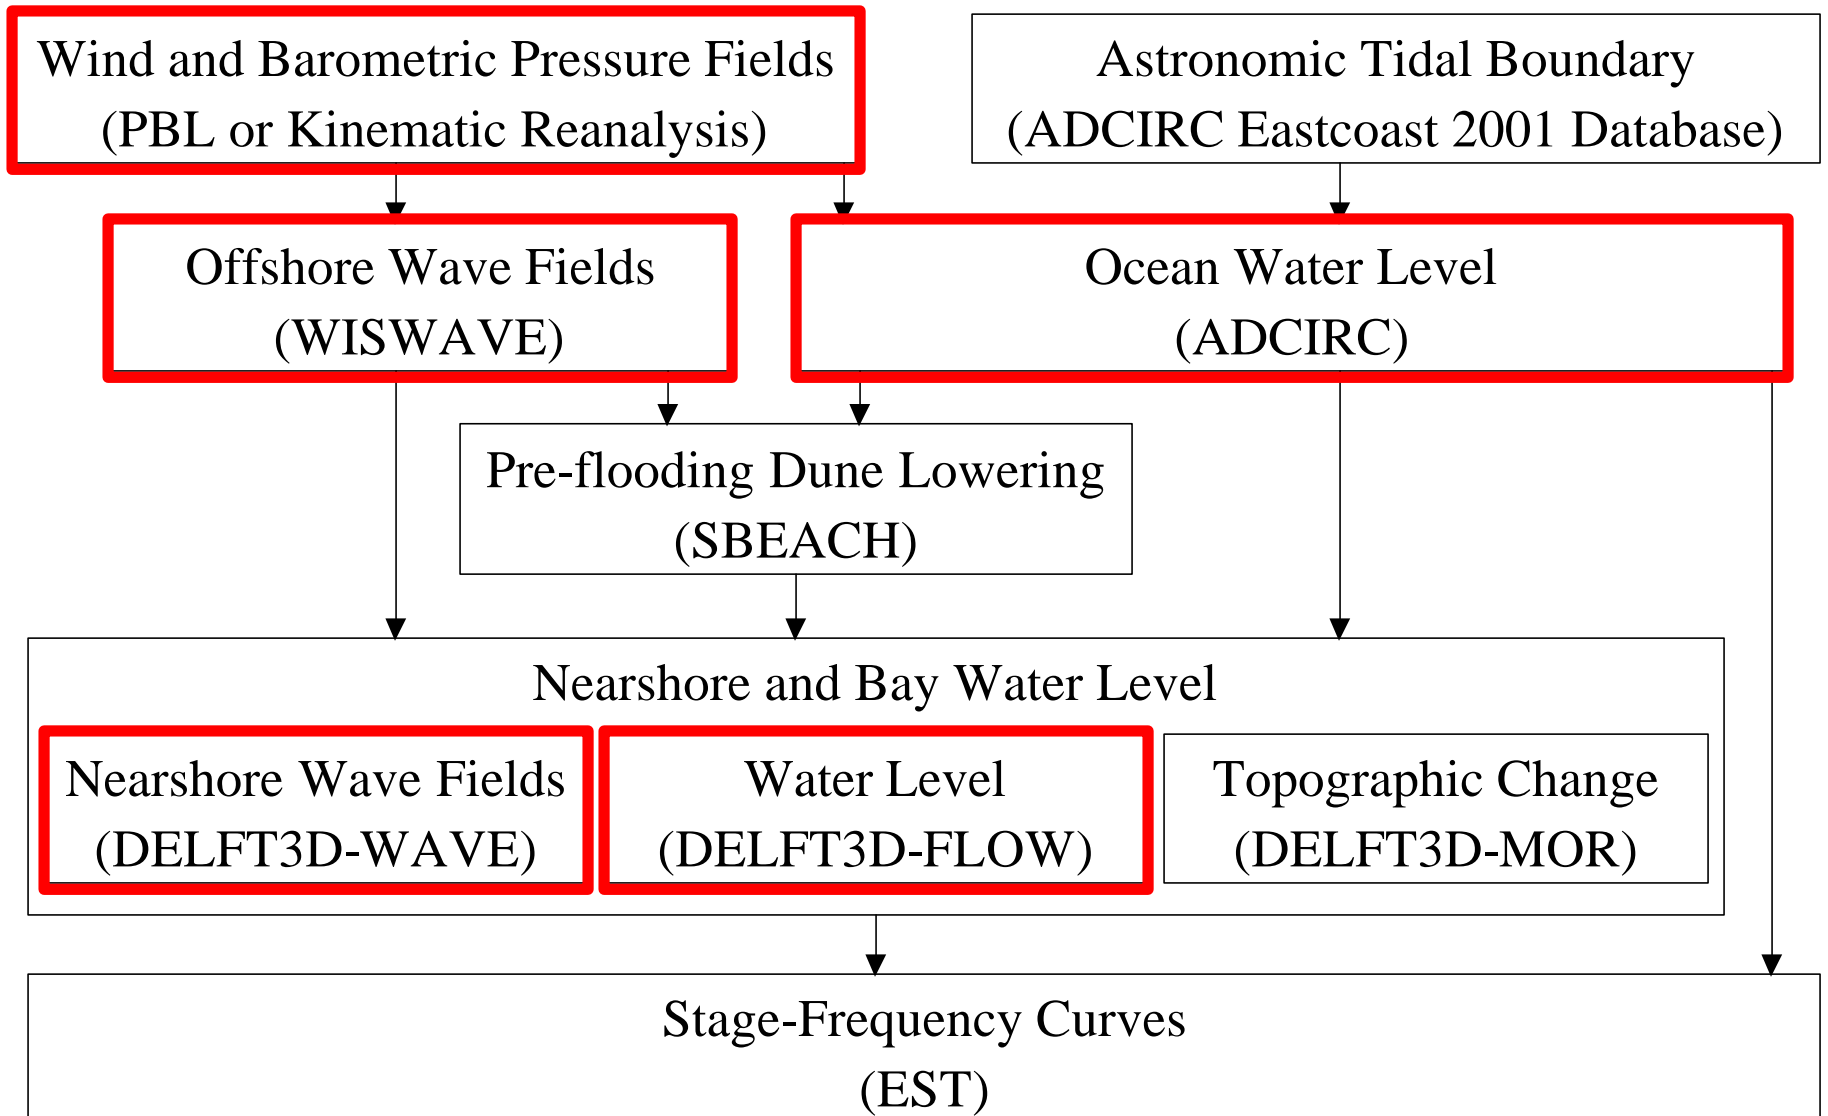 Wind and Barometric Pressure Fields
(PBL or Kinematic Reanalysis)
Astronomic Tidal Boundary
(ADCIRC Eastcoast 2001 Database)
Offshore Wave Fields
(WISWAVE)
Ocean Water Level
(ADCIRC)
Pre-flooding Dune Lowering
(SBEACH)
Nearshore and Bay Water Level
Nearshore Wave Fields
(DELFT3D-WAVE)
Water Level
(DELFT3D-FLOW)
Topographic Change
(DELFT3D-MOR)
Stage-Frequency Curves
(EST)